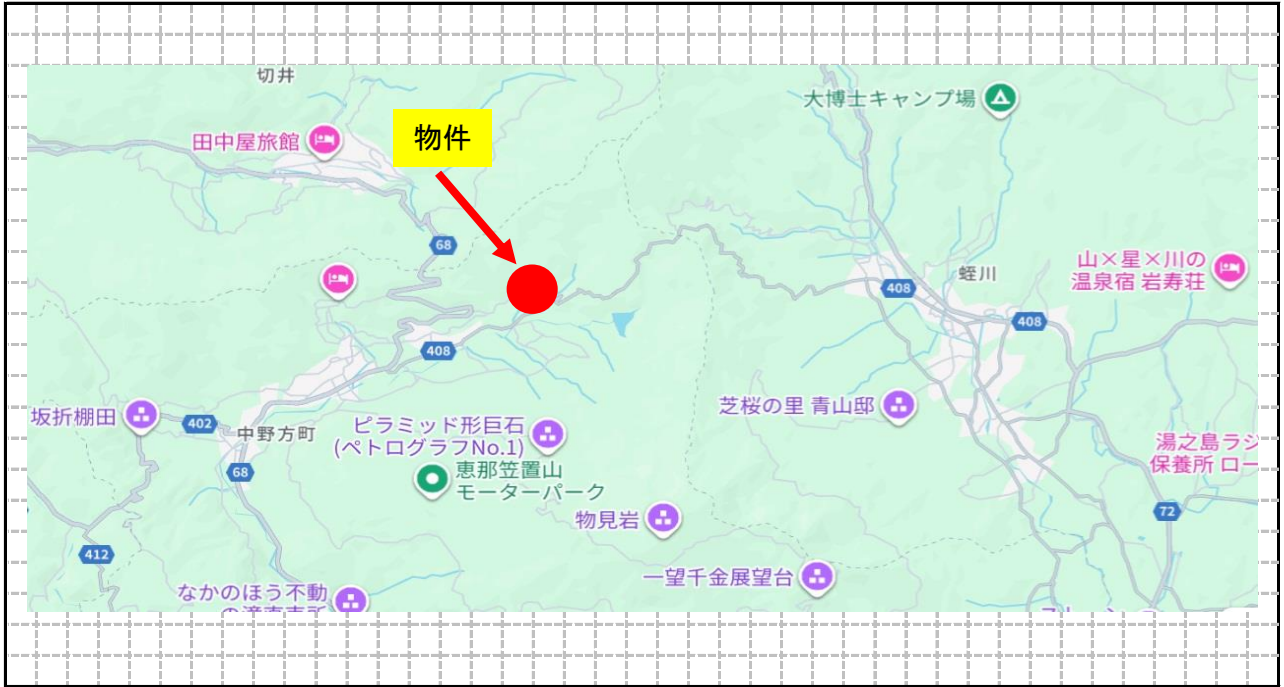 切井
大博士キャンプ場
田中屋旅館
物件
68
山×星×川の
温泉宿 岩寿荘
蛭川
408
408
408
坂折棚田
402
中野方町
68
ピラミッド形巨石
(ペトログラフNo.1)
恵那笠置山
モーターパーク
芝桜の里 青山邸
湯之島ラジ
保養所 ロー
物見岩
72
412
一望千金展望台
なかのほう不動